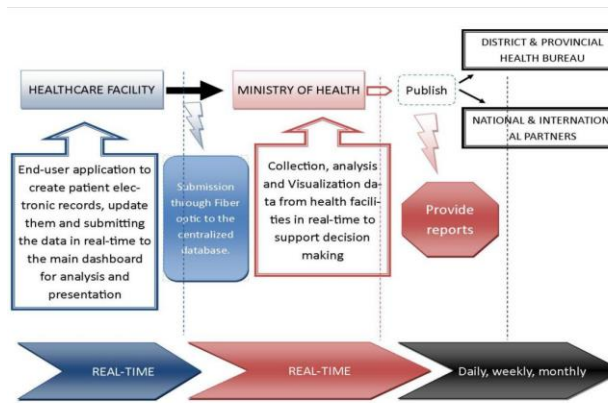 DISTRICT & PROVINCIAL
HEALTH BUREAU
HEALTHCARE FACILITY
MINISTRY OF HEALTH
Publish
NATIONAL & INTERNATION-
AL PARTNERS
End-user application to
create patient elec-
tronic records, update
them and submitting
the data in real-time to
the main dashboard
for analysis and
presentation
Submission
through Fiber
optic to the
centralized
database.
Collection, analysis
and Visualization da-
ta from health facili-
ties in real-time to
support decision
making
Provide
reports
REAL-TIME
REAL-TIME
Daily, weekly, monthly